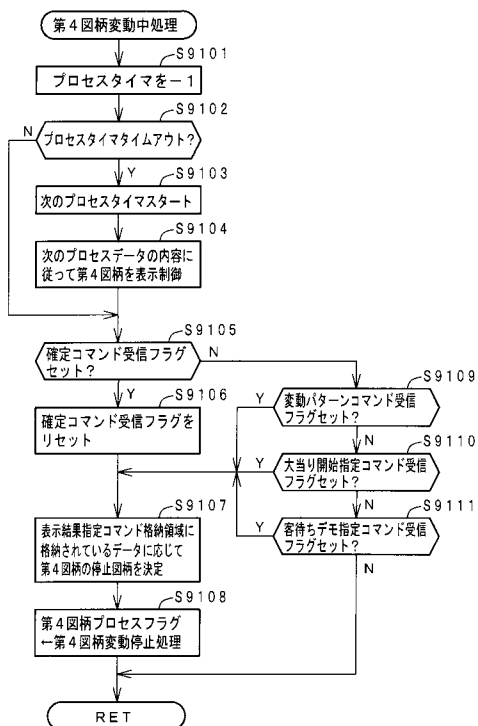 第４図柄変動中処理
S9101
プロセスタイマを－１
S9102
プロセスタイマタイムアウト？
N
Y
S9103
次のプロセスタイマスタート
S9104
次のプロセスデータの内容に
従って第４図柄を表示制御
S9105
確定コマンド受信フラグ
セット？
N
Y
S9106
確定コマンド受信フラグを
リセット
S9109
変動パターンコマンド受信
フラグセット？
Y
N
S9110
大当り開始指定コマンド受信
フラグセット？
Y
N
S9111
客待ちデモ指定コマンド受信
フラグセット？
Y
N
S9107
表示結果指定コマンド格納領域に
格納されているデータに応じて
第４図柄の停止図柄を決定
S9108
第４図柄プロセスフラグ
←第４図柄変動停止処理
RET